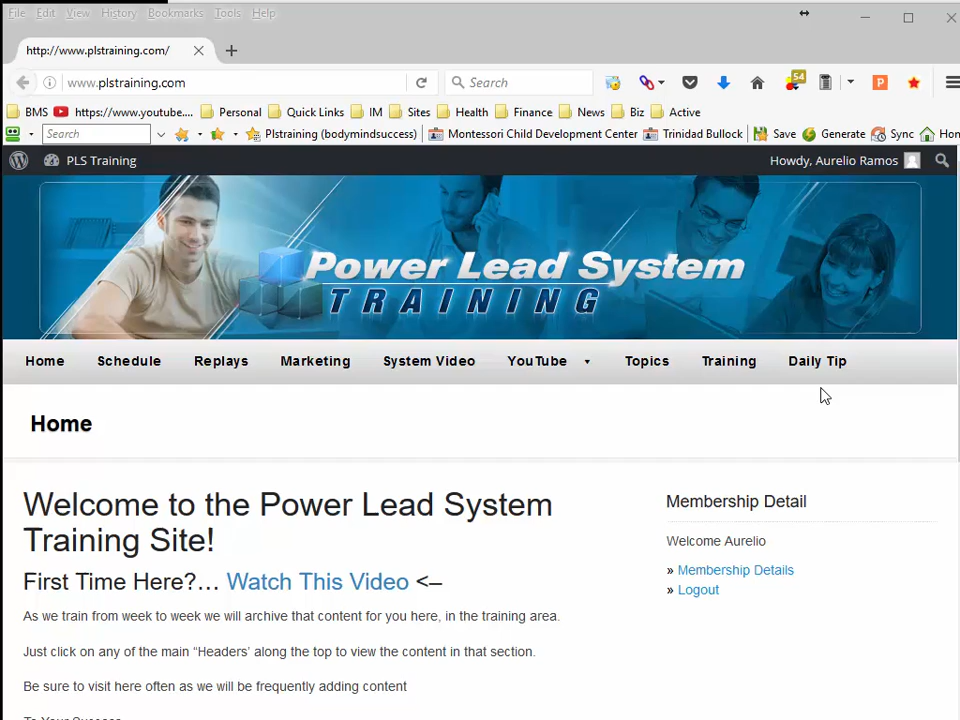 File Edit View History Bookmarks Tools Help
http://www.plstraining.com/
www.plstraining.com Search 54
BMS https://www.youtube.... Personal Quick Links IM Sites Health Finance News Biz Active
Search Plstraining (bodymindsuccess) Montessori Child Development Center Trinidad Bullock Save Generate Sync Hon
PLS Training Howdy, Aurelio Ramos
Power Lead System
TRAINING
Home Schedule Replays Marketing System Video YouTube Topics Training Daily Tip
Home
Welcome to the Power Lead System
Training Site!
First Time Here?… Watch This Video <–
As we train from week to week we will archive that content for you here, in the training area.
Just click on any of the main “Headers’ along the top to view the content in that section.
Be sure to visit here often as we will be frequently adding content
To Your Success
Membership Detail
Welcome Aurelio
» Membership Details
» Logout